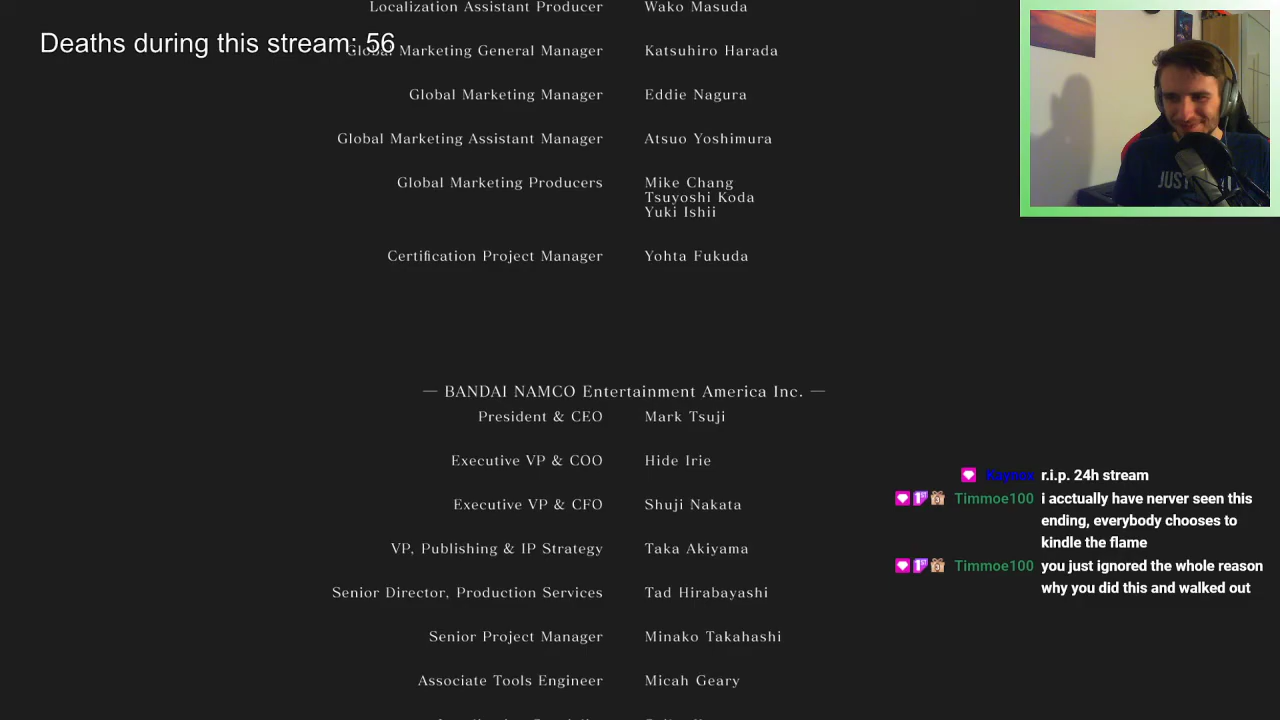 Localization Assistant Producer Wako Masuda
Deaths during this stream: 56
Global Marketing General Manager Katsuhiro Harada
Global Marketing Manager Eddie Nagura
Global Marketing Assistant Manager Atsuo Yoshimura
Global Marketing Producers Mike Chang
Tsuyoshi Koda
Yuki Ishii
Certification Project Manager Yohta Fukuda
— BANDAI NAMCO Entertainment America Inc. —
President & CEO Mark Tsuji
Executive VP & COO Hide Irie
Executive VP & CFO Shuji Nakata
VP, Publishing & IP Strategy Taka Akiyama
Senior Director, Production Services Tad Hirabayashi
Senior Project Manager Minako Takahashi
Associate Tools Engineer Micah Geary
r.i.p. 24h stream
Timmoe100 i acctually have nerver seen this
ending, everybody chooses to
kindle the flame
Timmoe100 you just ignored the whole reason
why you did this and walked out
JUST